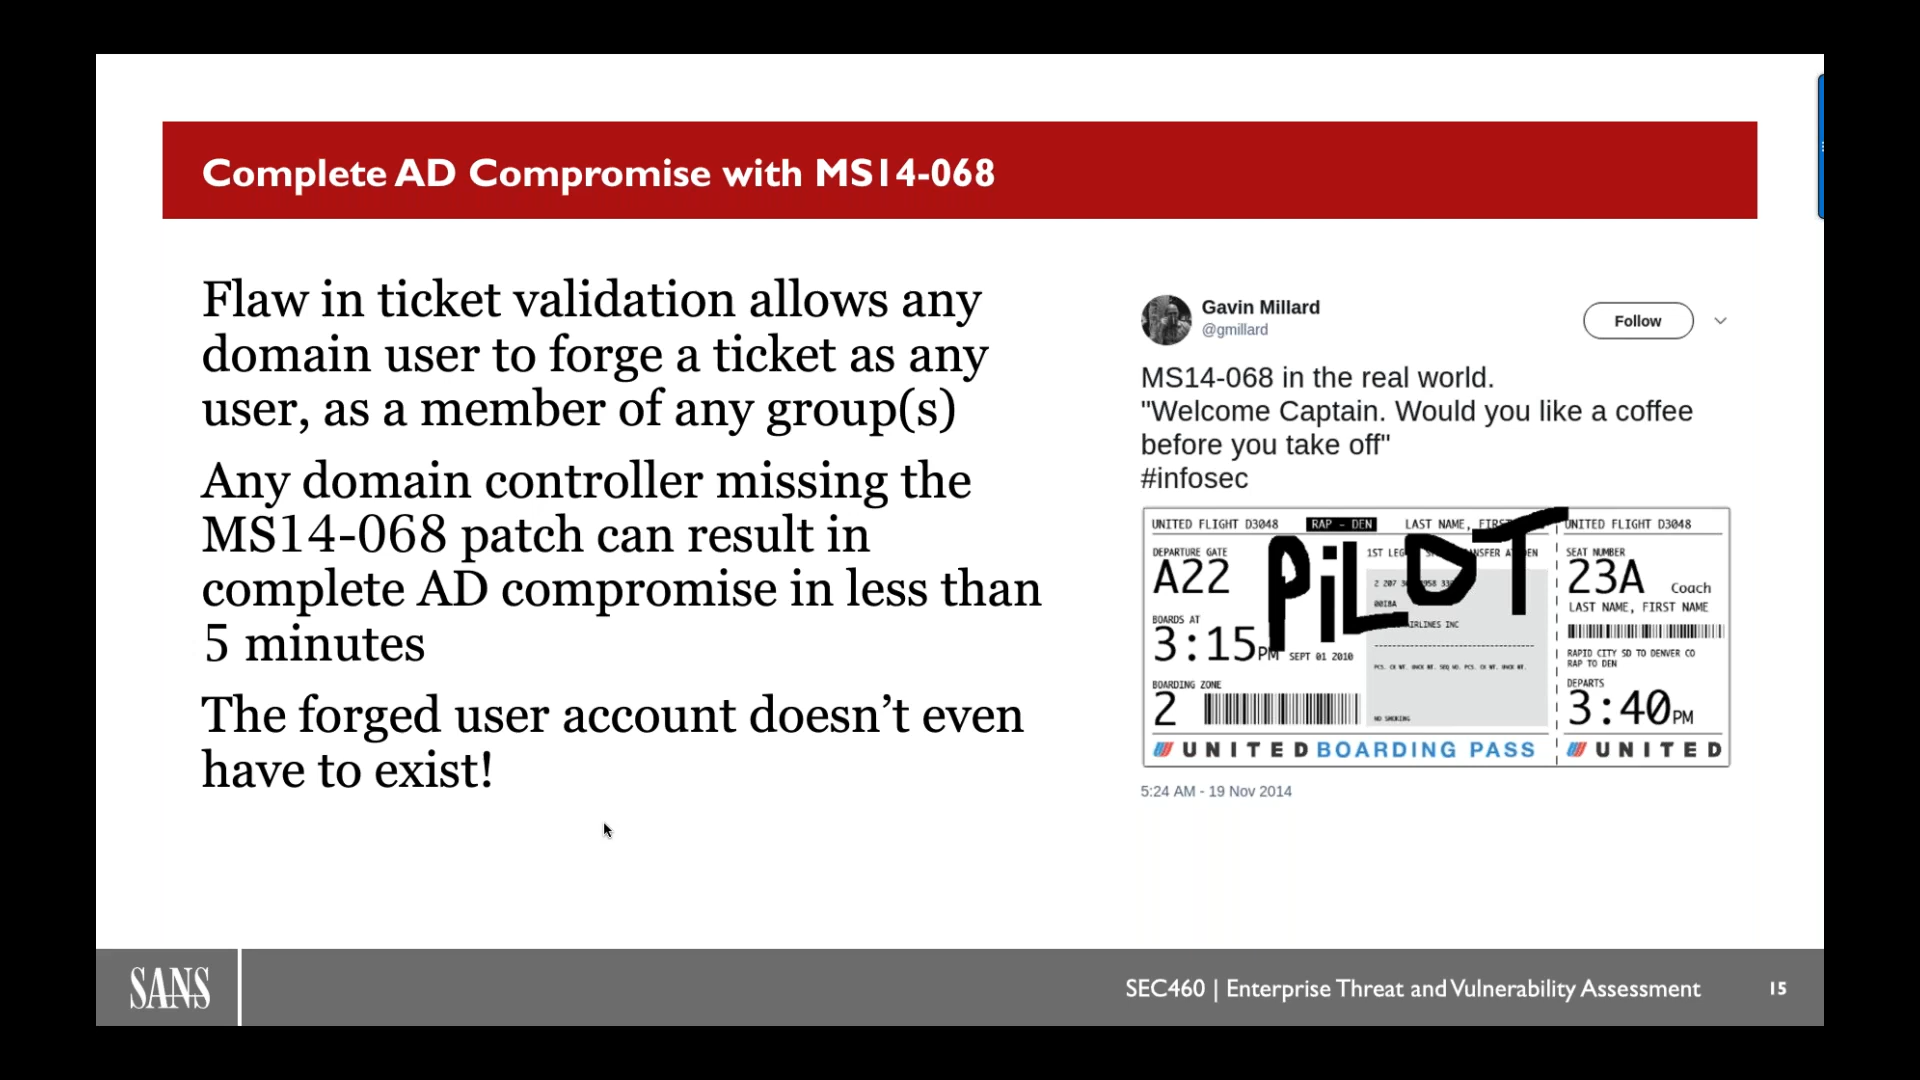 Complete AD Compromise with MS14-068
Flaw in ticket validation allows any
domain user to forge a ticket as any
user, as a member of any group(s)
Any domain controller missing the
MS14-068 patch can result in
complete AD compromise in less than
5 minutes
The forged user account doesn’t even
have to exist!
Gavin Millard
@gmillard
Follow
MS14-068 in the real world.
"Welcome Captain. Would you like a coffee
before you take off"
#infosec
UNITED FLIGHT D3048
RAP - DEN
LAST NAME,
PiLOT
DEPARTURE GATE
A22
1ST LEG
BOARDS AT
3:15PM SEPT 01 2010
AIRLINES INC
BOARDING ZONE
2
NO SMOKING
UNITED BOARDING PASS
UNITED FLIGHT D3048
SEAT NUMBER
23A Coach
LAST NAME, FIRST NAME
RAPID CITY SD TO DENVER CO
RAP TO DEN
DEPARTS
3:40PM
UNITED
5:24 AM - 19 Nov 2014
SANS
SEC460 | Enterprise Threat and Vulnerability Assessment
15